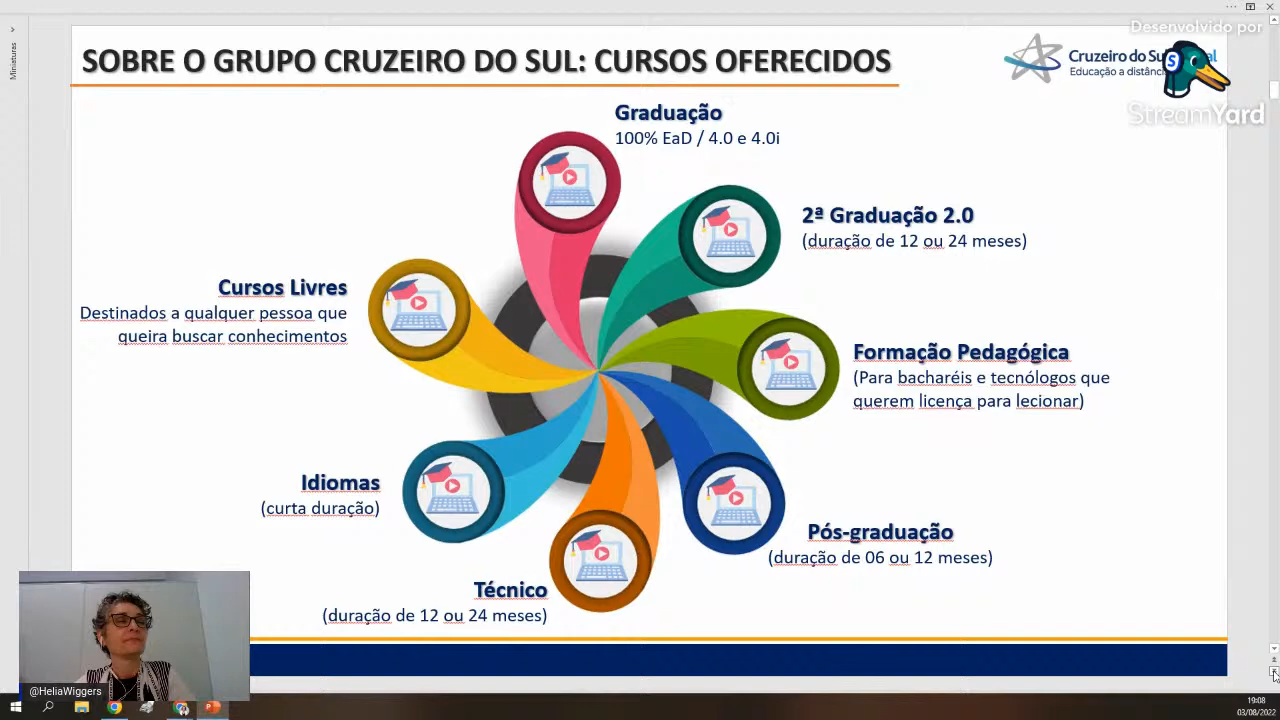 Miniaturas
Desenvolvido por
SOBRE O GRUPO CRUZEIRO DO SUL: CURSOS OFERECIDOS
Cruzeiro do Sul
Educação a distância
StreamYard
Graduação
100% EaD / 4.0 e 4.0i
2ª Graduação 2.0
(duração de 12 ou 24 meses)
Cursos Livres
Destinados a qualquer pessoa que
queira buscar conhecimentos
Formação Pedagógica
(Para bacharéis e tecnólogos que
querem licença para lecionar)
Idiomas
(curta duração)
Pós-graduação
(duração de 06 ou 12 meses)
Técnico
(duração de 12 ou 24 meses)
@HeliaWiggers
19:08
03/08/2022